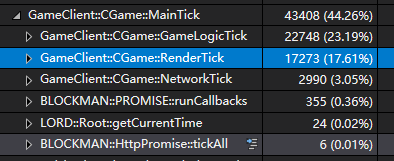 GameClient::CGame::MainTick 43408 (44.26%)
GameClient::CGame::GameLogicTick 22748 (23.19%)
GameClient::CGame::RenderTick 17273 (17.61%)
GameClient::CGame::NetworkTick 2990 (3.05%)
BLOCKMAN::PROMISE::runCallbacks 355 (0.36%)
LORD::Root::getCurrentTime 24 (0.02%)
BLOCKMAN::HttpPromise::tickAll 6 (0.01%)